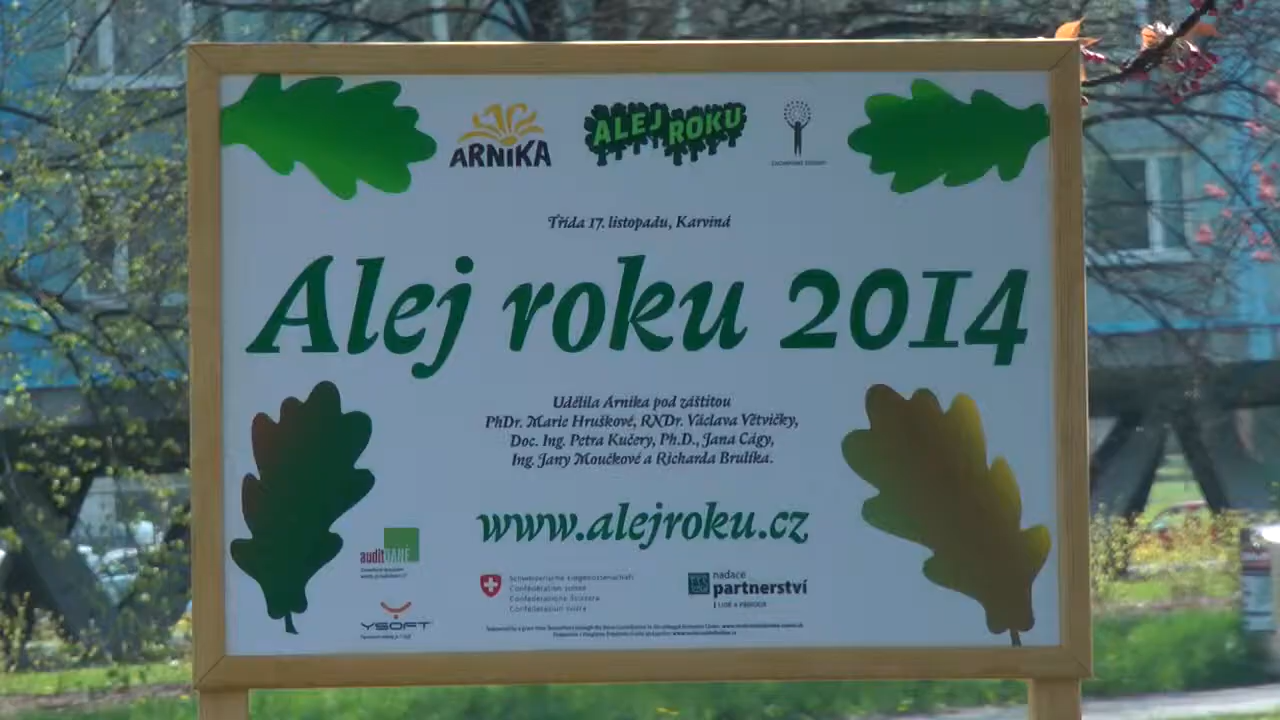 ARNIKA
ALEJ ROKU
Třída 17. listopadu, Karviná
Alej roku 2014
Udělila Arnika pod záštitou
PhDr. Marie Hruškové, RNDr. Václava Větvičky,
Doc. Ing. Petra Kučery, Ph.D., Jana Cágy,
Ing. Jany Moučkové a Richarda Brulíka.
www.alejroku.cz
auditDANE
Schweizerische Eidgenossenschaft
Confédération suisse
Confederazione Svizzera
Confederaziun svizra
nadace
partnerství
LIDÉ A PŘÍRODA
YSOFT